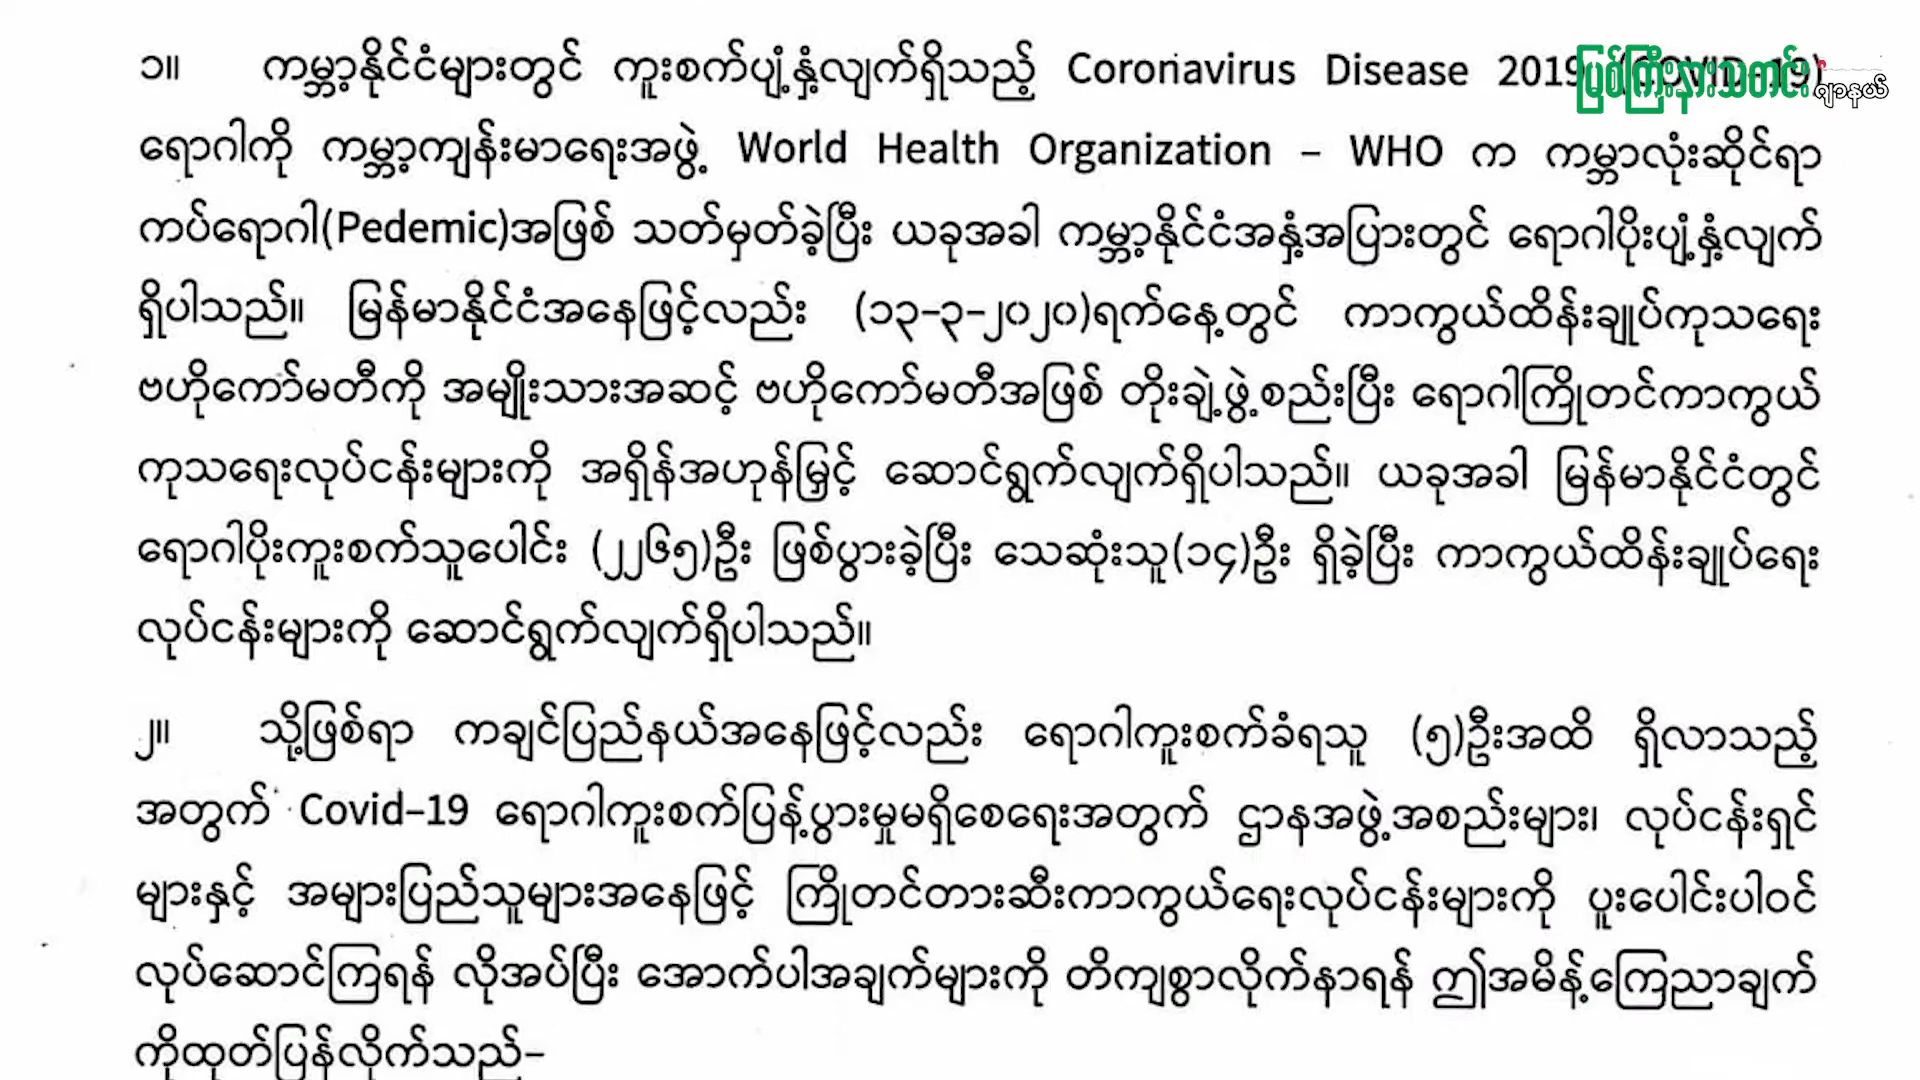 ၁။ ကမ္ဘာ့နိုင်ငံများတွင် ကူးစက်ပျံ့နှံ့လျက်ရှိသည့် Coronavirus Disease 2019 (COVID-19)
မြစ်ကြီးနားသတင်း
ဂျာနယ်
ရောဂါကို ကမ္ဘာ့ကျန်းမာရေးအဖွဲ့ World Health Organization – WHO က ကမ္ဘာလုံးဆိုင်ရာ
ကပ်ရောဂါ(Pedemic)အဖြစ် သတ်မှတ်ခဲ့ပြီး ယခုအခါ ကမ္ဘာ့နိုင်ငံအနှံ့အပြားတွင် ရောဂါပိုးပျံ့နှံ့လျက်
ရှိပါသည်။ မြန်မာနိုင်ငံအနေဖြင့်လည်း (၁၃-၃-၂၀၂၀)ရက်နေ့တွင် ကာကွယ်ထိန်းချုပ်ကုသရေး
ဗဟိုကော်မတီကို အမျိုးသားအဆင့် ဗဟိုကော်မတီအဖြစ် တိုးချဲ့ဖွဲ့စည်းပြီး ရောဂါကြိုတင်ကာကွယ်
ကုသရေးလုပ်ငန်းများကို အရှိန်အဟုန်မြှင့် ဆောင်ရွက်လျက်ရှိပါသည်။ ယခုအခါ မြန်မာနိုင်ငံတွင်
ရောဂါပိုးကူးစက်သူပေါင်း (၂၂၆၅)ဦး ဖြစ်ပွားခဲ့ပြီး သေဆုံးသူ(၁၄)ဦး ရှိခဲ့ပြီး ကာကွယ်ထိန်းချုပ်ရေး
လုပ်ငန်းများကို ဆောင်ရွက်လျက်ရှိပါသည်။
၂။ သို့ဖြစ်ရာ ကချင်ပြည်နယ်အနေဖြင့်လည်း ရောဂါကူးစက်ခံရသူ (၅)ဦးအထိ ရှိလာသည့်
အတွက် Covid-19 ရောဂါကူးစက်ပြန့်ပွားမှုမရှိစေရေးအတွက် ဌာနအဖွဲ့အစည်းများ၊ လုပ်ငန်းရှင်
များနှင့် အများပြည်သူများအနေဖြင့် ကြိုတင်တားဆီးကာကွယ်ရေးလုပ်ငန်းများကို ပူးပေါင်းပါဝင်
လုပ်ဆောင်ကြရန် လိုအပ်ပြီး အောက်ပါအချက်များကို တိကျစွာလိုက်နာရန် ဤအမိန့်ကြေညာချက်
ကိုထုတ်ပြန်လိုက်သည်-